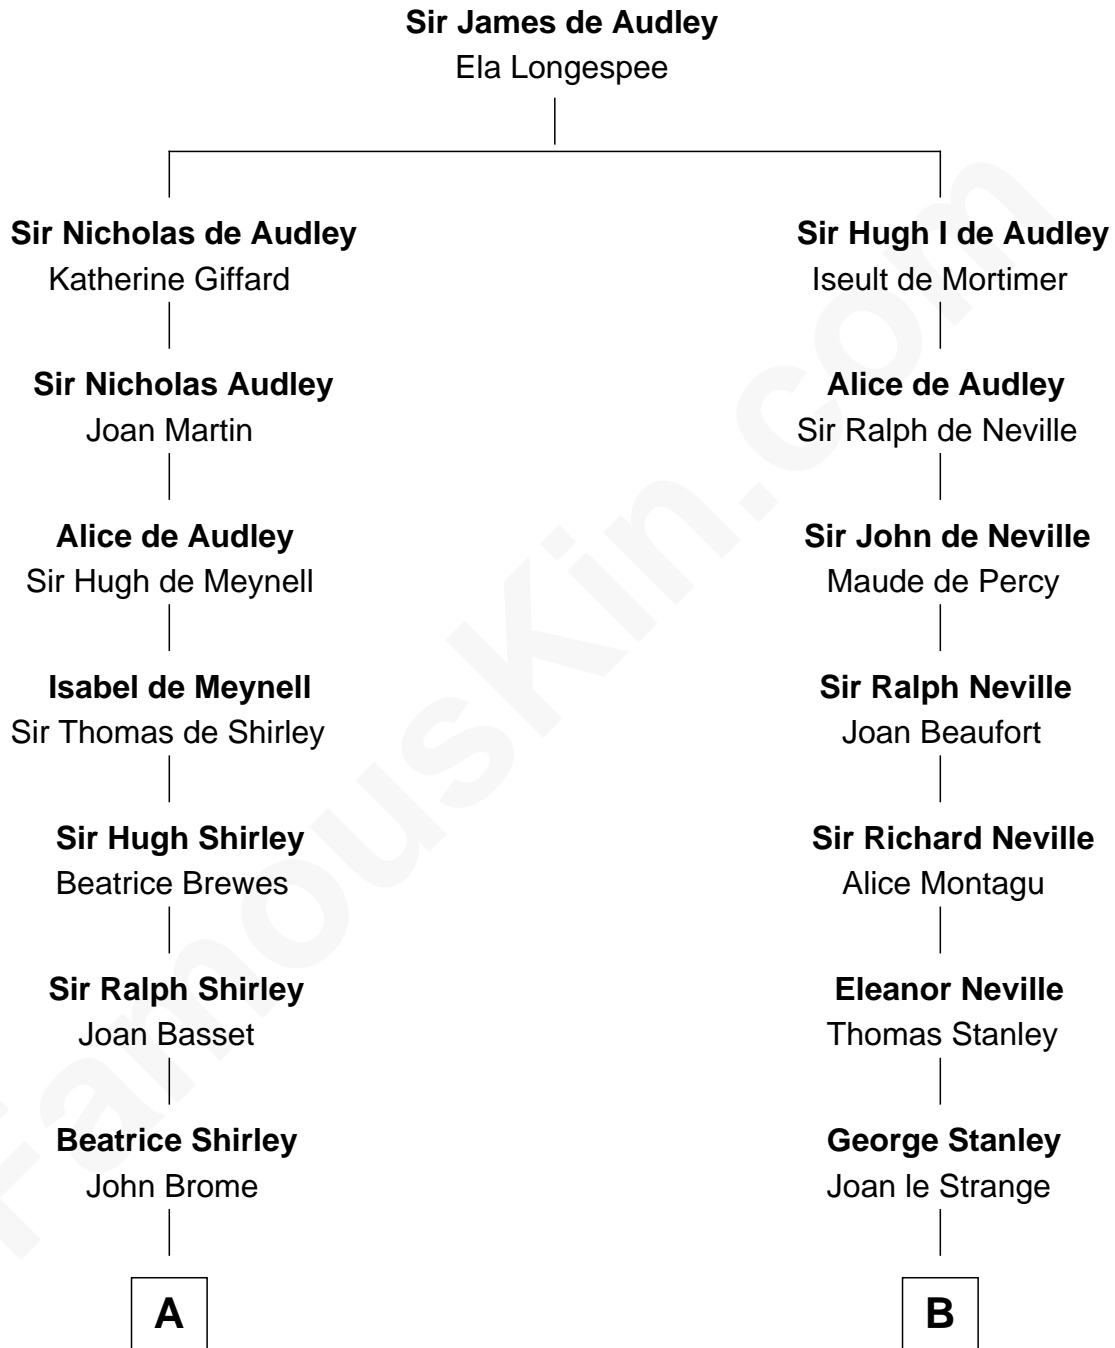 Sir James de Audley
Ela Longespee
Sir Nicholas de Audley
Katherine Giffard
Sir Nicholas Audley
Joan Martin
Alice de Audley
Sir Hugh de Meynell
Isabel de Meynell
Sir Thomas de Shirley
Sir Hugh Shirley
Beatrice Brewes
Sir Ralph Shirley
Joan Basset
Beatrice Shirley
John Brome
A
Sir Hugh I de Audley
Iseult de Mortimer
Alice de Audley
Sir Ralph de Neville
Sir John de Neville
Maude de Percy
Sir Ralph Neville
Joan Beaufort
Sir Richard Neville
Alice Montagu
Eleanor Neville
Thomas Stanley
George Stanley
Joan le Strange
B
FamousKin.com